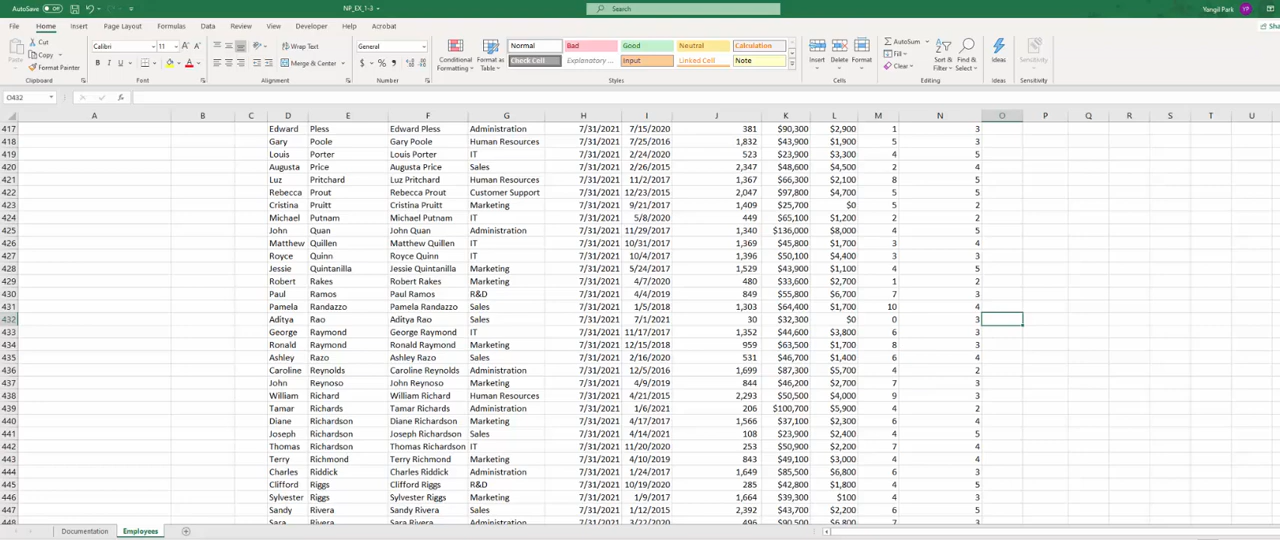 AutoSave Off NP_EX_1-3 Search Yangil Park YP
File Home Insert Page Layout Formulas Data Review View Developer Help Acrobat Sha
Cut Calibri 11 Wrap Text General Normal Bad Good Neutral Calculation AutoSum
Copy Conditional Format as Insert Delete Format Fill Sort & Find & Ideas Sensitivity
Format Painter Merge & Center Formatting Table Check Cell Explanatory ... Input Linked Cell Note Clear Filter Select
Clipboard Font Alignment Number Styles Cells Editing Ideas Sensitivity
O432 fx
A B C D E F G H I J K L M N O P Q R S T U
417 Edward Pless Edward Pless Administration 7/31/2021 7/15/2020 381 $90,300 $2,900 1 3
418 Gary Poole Gary Poole Human Resources 7/31/2021 7/25/2016 1,832 $43,900 $1,900 5 3
419 Louis Porter Louis Porter IT 7/31/2021 2/24/2020 523 $23,900 $3,300 4 5
420 Augusta Price Augusta Price Sales 7/31/2021 2/26/2015 2,347 $48,600 $4,500 2 4
421 Luz Pritchard Luz Pritchard Human Resources 7/31/2021 11/2/2017 1,367 $66,300 $2,100 8 5
422 Rebecca Prout Rebecca Prout Customer Support 7/31/2021 12/23/2015 2,047 $97,800 $4,700 5 5
423 Cristina Pruitt Cristina Pruitt Marketing 7/31/2021 9/21/2017 1,409 $25,700 $0 5 2
424 Michael Putnam Michael Putnam IT 7/31/2021 5/8/2020 449 $65,100 $1,200 2 2
425 John Quan John Quan Administration 7/31/2021 11/29/2017 1,340 $136,000 $8,000 4 5
426 Matthew Quillen Matthew Quillen IT 7/31/2021 10/31/2017 1,369 $45,800 $1,700 3 4
427 Royce Quinn Royce Quinn IT 7/31/2021 10/4/2017 1,396 $50,100 $4,400 3 3
428 Jessie Quintanilla Jessie Quintanilla Marketing 7/31/2021 5/24/2017 1,529 $43,900 $1,100 4 5
429 Robert Rakes Robert Rakes Marketing 7/31/2021 4/7/2020 480 $33,600 $2,700 1 2
430 Paul Ramos Paul Ramos R&D 7/31/2021 4/4/2019 849 $55,800 $6,700 7 3
431 Pamela Randazzo Pamela Randazzo Sales 7/31/2021 1/5/2018 1,303 $64,400 $1,700 10 4
432 Aditya Rao Aditya Rao Sales 7/31/2021 7/1/2021 30 $32,300 $0 0 3
433 George Raymond George Raymond IT 7/31/2021 11/17/2017 1,352 $44,600 $3,800 6 3
434 Ronald Raymond Ronald Raymond Marketing 7/31/2021 12/15/2018 959 $63,500 $1,700 8 3
435 Ashley Razo Ashley Razo Sales 7/31/2021 2/16/2020 531 $46,700 $1,400 6 4
436 Caroline Reynolds Caroline Reynolds Administration 7/31/2021 12/5/2016 1,699 $87,300 $5,700 4 2
437 John Reynoso John Reynoso Marketing 7/31/2021 4/9/2019 844 $46,200 $2,700 7 3
438 William Richard William Richard Human Resources 7/31/2021 4/21/2015 2,293 $50,500 $4,000 9 3
439 Tamar Richards Tamar Richards Administration 7/31/2021 1/6/2021 206 $100,700 $5,900 4 2
440 Diane Richardson Diane Richardson Marketing 7/31/2021 4/17/2017 1,566 $37,100 $2,300 6 4
441 Joseph Richardson Joseph Richardson Sales 7/31/2021 4/14/2021 108 $23,900 $3,400 4 5
442 Thomas Richardson Thomas Richardson IT 7/31/2021 11/20/2020 253 $50,900 $2,200 7 4
443 Terry Richmond Terry Richmond Marketing 7/31/2021 4/10/2019 843 $49,100 $3,000 4 4
444 Charles Riddick Charles Riddick Administration 7/31/2021 1/24/2017 1,649 $85,500 $6,800 6 3
445 Clifford Riggs Clifford Riggs R&D 7/31/2021 10/19/2020 285 $42,800 $1,800 4 5
446 Sylvester Riggs Sylvester Riggs Marketing 7/31/2021 1/9/2017 1,664 $39,300 $100 4 3
447 Sandy Rivera Sandy Rivera Sales 7/31/2021 1/12/2015 2,392 $43,700 $2,200 6 5
448 Sara Rivera Sara Rivera Administration 7/31/2021 3/22/2020 496 $90,500 $6,800 7 3
Documentation Employees